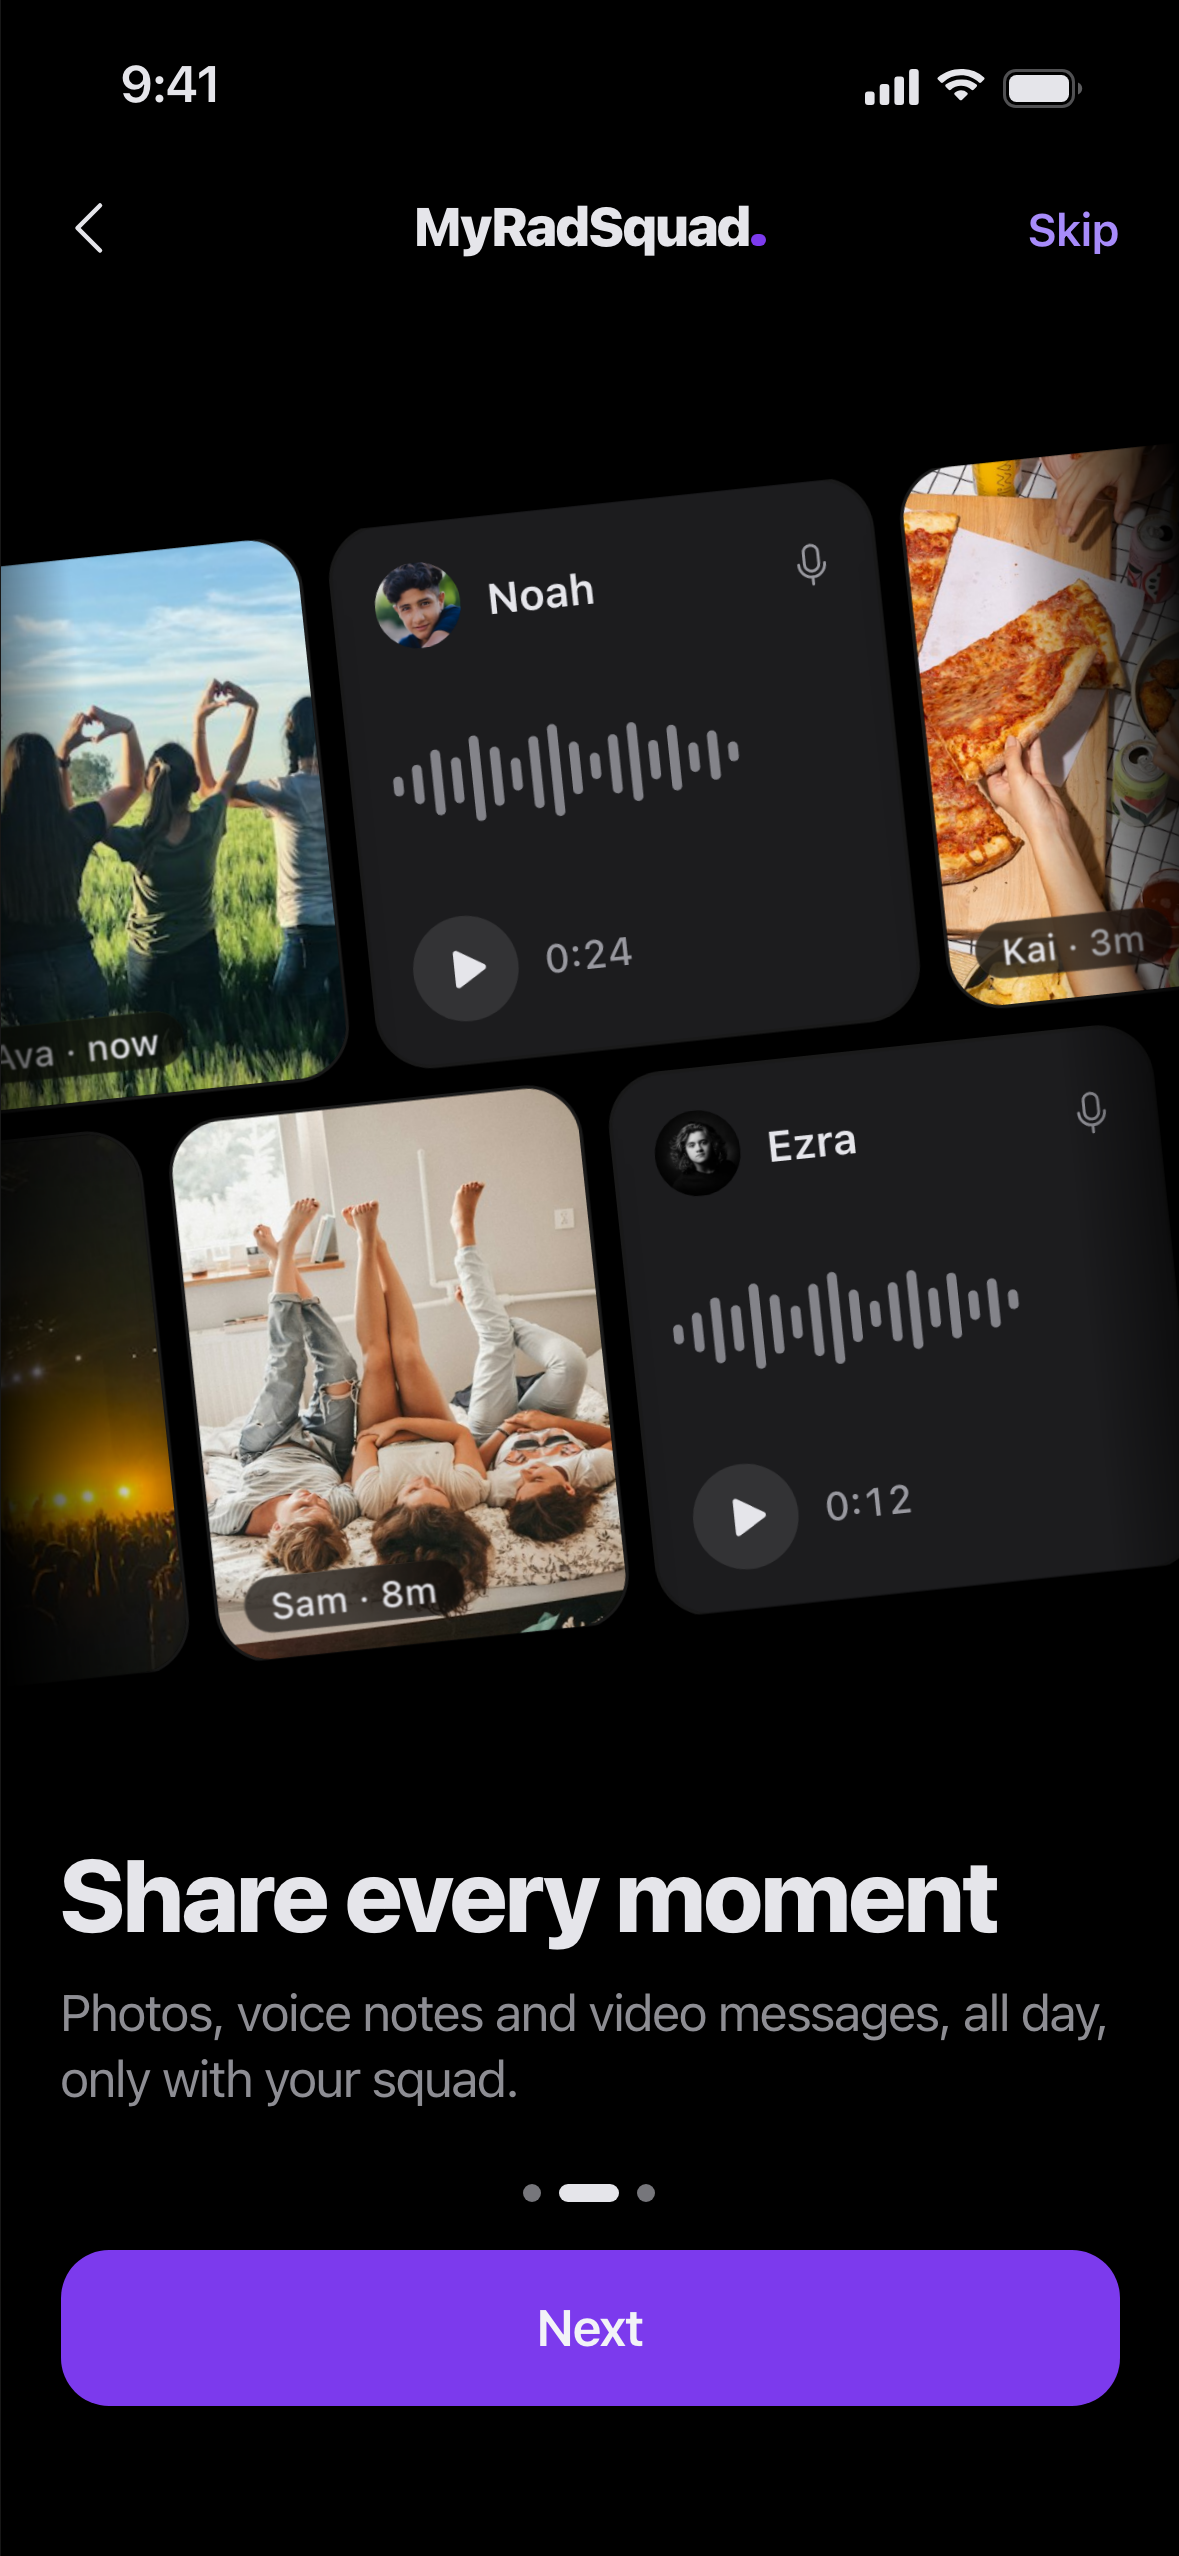 9:41
MyRadSquad.
Skip
Noah
0:24
Kai · 3m
Ava · now
Ezra
0:12
Sam · 8m
Share every moment
Photos, voice notes and video messages, all day,
only with your squad.
Next